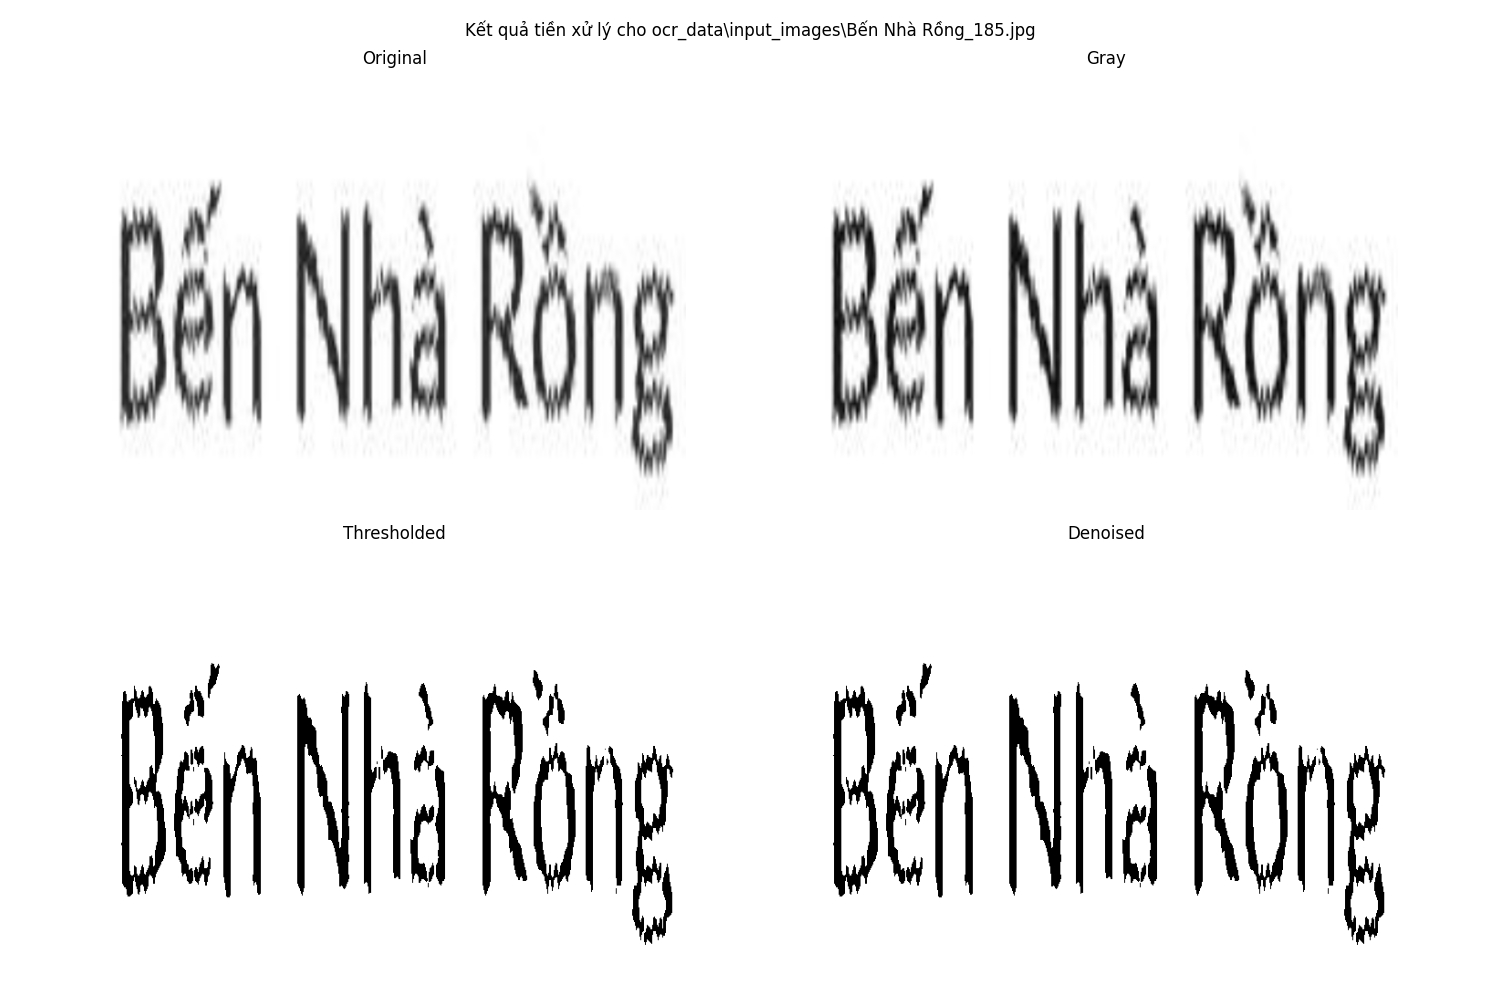 Kết quả tiền xử lý cho ocr_data\input_images\Bến Nhà Rồng_185.jpg
Original
Gray
Bến Nhà Rồng
Bến Nhà Rồng
Thresholded
Denoised
Bến Nhà Rồng
Bến Nhà Rồng